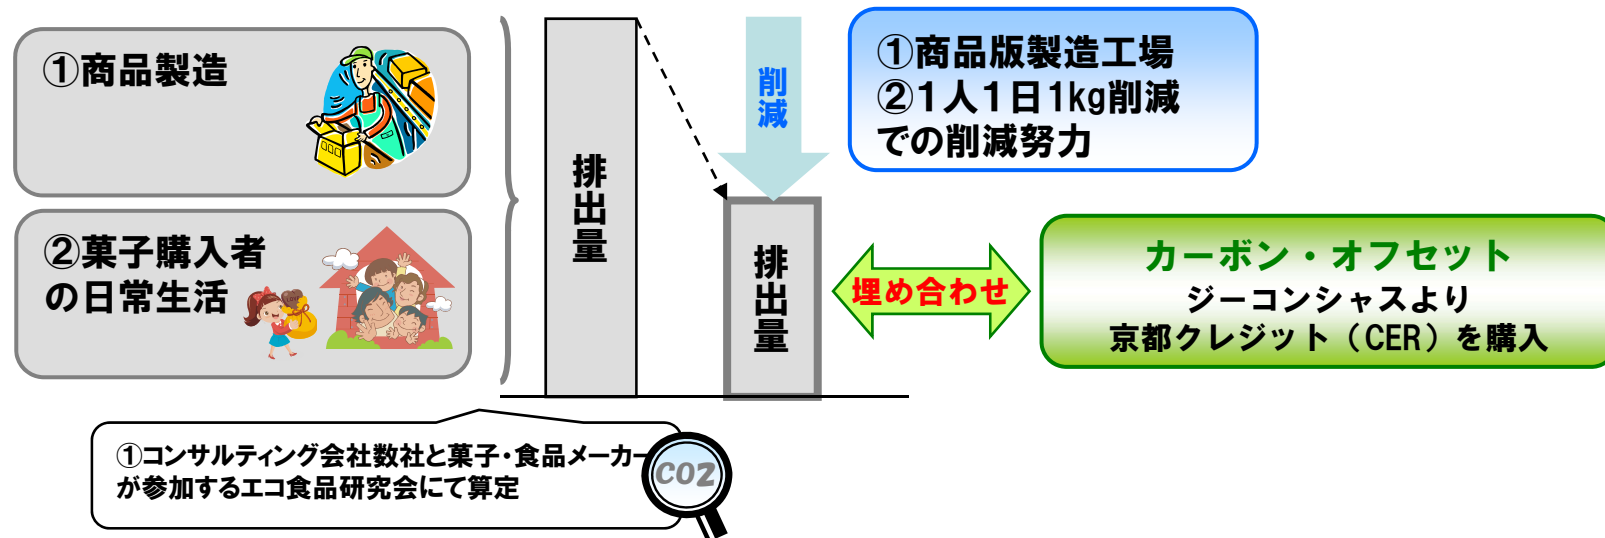 ①商品製造
②菓子購入者
の日常生活
排出量
削減
排出量
①商品版製造工場
②1人1日1kg削減
での削減努力
埋め合わせ
カーボン・オフセット
ジーコンシャスより
京都クレジット（CER）を購入
①コンサルティング会社数社と菓子・食品メーカー
が参加するエコ食品研究会にて算定
CO2